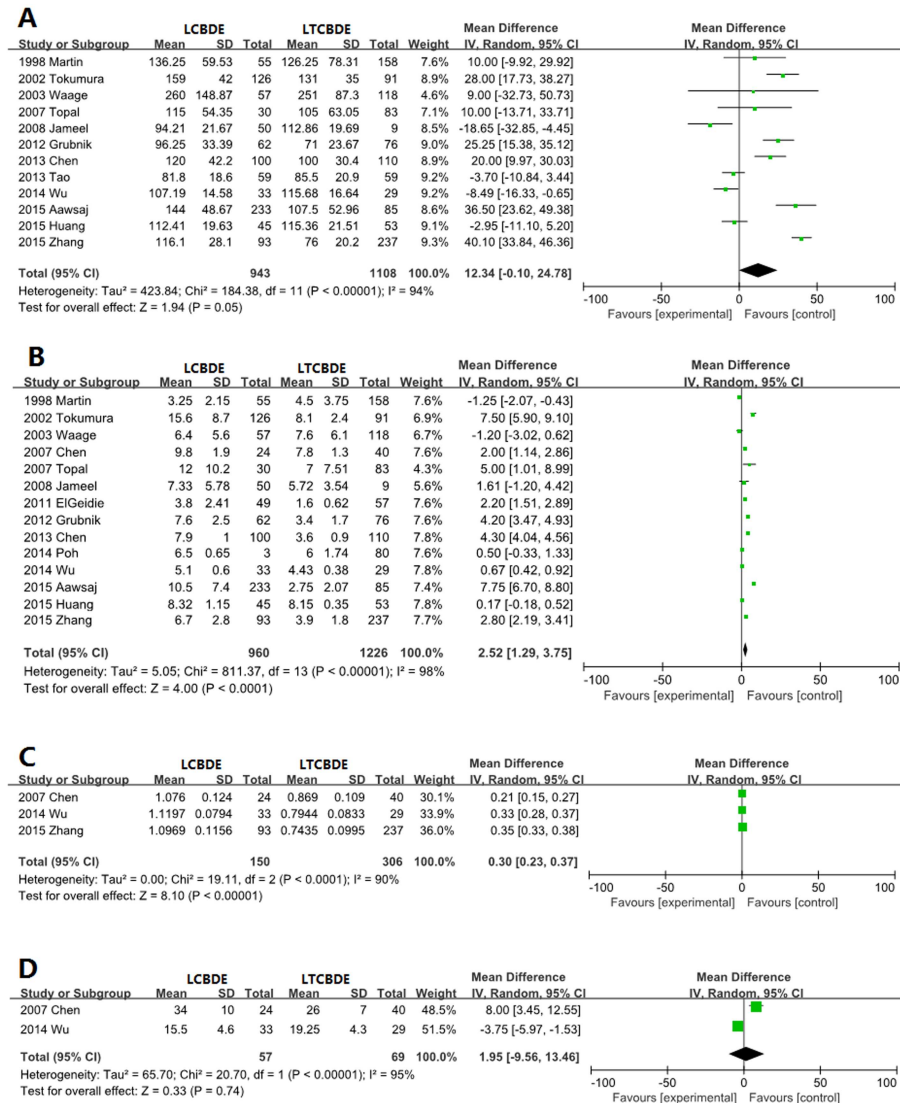 A
LCBDE LTCBDE Mean Difference Mean Difference
Study or Subgroup Mean SD Total Mean SD Total Weight IV, Random, 95% CI IV, Random, 95% CI
1998 Martin 136.25 59.53 55 126.25 78.31 158 7.6% 10.00 [-9.92, 29.92]
2002 Tokumura 159 42 126 131 35 91 9.1% 28.00 [17.73, 38.27]
2003 Waage 260 148.87 57 251 87.3 118 3.9% 9.00 [-32.73, 50.73]
2007 Topal 115 54.35 30 105 63.05 83 6.9% 10.00 [-13.71, 33.71]
2008 Jameel 94.21 21.67 50 112.86 19.69 9 8.5% -18.65 [-32.85, -4.45]
2012 Grubnik 96.25 33.39 62 71 23.67 76 9.2% 25.25 [15.38, 35.12]
2013 Chen 120 42.2 100 100 30.4 110 9.1% 20.00 [9.97, 30.03]
2013 Tao 81.8 18.6 59 85.5 20.9 59 9.4% -3.70 [-10.84, 3.44]
2014 Wu 107.19 14.58 33 115.68 16.64 29 9.3% -8.49 [-16.33, -0.65]
2015 Aawsaj 144 48.67 233 107.5 52.96 85 8.6% 36.50 [23.62, 49.38]
2015 Huang 112.41 19.63 45 115.36 21.51 53 9.3% -2.95 [-11.10, 5.20]
2015 Zhang 116.1 28.1 93 76 20.2 237 9.3% 40.10 [33.84, 46.36]
Total (95% CI) 943 1108 100.0% 12.34 [-0.10, 24.78]
Heterogeneity: Tau² = 423.84; Chi² = 184.38, df = 11 (P < 0.00001); I² = 94%
Test for overall effect: Z = 1.94 (P = 0.05)
-100 -50 0 50 100
Favours [experimental] Favours [control]
B
LCBDE LTCBDE Mean Difference Mean Difference
Study or Subgroup Mean SD Total Mean SD Total Weight IV, Random, 95% CI IV, Random, 95% CI
1998 Martin 3.25 2.15 55 4.5 3.75 158 7.6% -1.25 [-2.07, -0.43]
2002 Tokumura 15.6 8.7 126 8.1 2.4 91 6.9% 7.50 [5.90, 9.10]
2003 Waage 6.4 5.6 57 7.6 6.1 118 6.7% -1.20 [-3.02, 0.62]
2007 Chen 9.8 1.9 24 7.8 1.3 40 7.6% 2.00 [1.14, 2.86]
2007 Topal 12 10.2 30 7 7.51 83 4.3% 5.00 [1.01, 8.99]
2008 Jameel 7.33 5.78 50 5.72 3.54 9 5.6% 1.61 [-1.20, 4.42]
2011 ElGeidie 3.8 2.41 49 1.6 0.62 57 7.7% 2.20 [1.51, 2.89]
2012 Grubnik 7.6 2.5 62 3.4 1.7 76 7.7% 4.20 [3.47, 4.93]
2013 Chen 7.9 1 100 3.6 0.9 110 7.8% 4.30 [4.04, 4.56]
2014 Poh 6.5 0.65 3 6 1.74 80 7.6% 0.50 [-0.33, 1.33]
2014 Wu 5.1 0.6 33 4.43 0.38 29 7.8% 0.67 [0.42, 0.92]
2015 Aawsaj 10.5 7.4 233 2.75 2.07 85 7.4% 7.75 [6.70, 8.80]
2015 Huang 8.32 1.15 45 8.15 0.35 53 7.8% 0.17 [-0.18, 0.52]
2015 Zhang 6.7 2.8 93 3.9 1.8 237 7.7% 2.80 [2.19, 3.41]
Total (95% CI) 960 1226 100.0% 2.52 [1.29, 3.75]
Heterogeneity: Tau² = 5.05; Chi² = 811.37, df = 13 (P < 0.00001); I² = 98%
Test for overall effect: Z = 4.00 (P < 0.0001)
-100 -50 0 50 100
Favours [experimental] Favours [control]
C
LCBDE LTCBDE Mean Difference Mean Difference
Study or Subgroup Mean SD Total Mean SD Total Weight IV, Random, 95% CI IV, Random, 95% CI
2007 Chen 1.076 0.124 24 0.869 0.109 40 30.1% 0.21 [0.15, 0.27]
2014 Wu 1.1197 0.0794 33 0.7944 0.0833 29 33.9% 0.33 [0.28, 0.37]
2015 Zhang 1.0969 0.1156 93 0.7435 0.0995 237 36.0% 0.35 [0.33, 0.38]
Total (95% CI) 150 306 100.0% 0.30 [0.23, 0.37]
Heterogeneity: Tau² = 0.00; Chi² = 19.11, df = 2 (P < 0.0001); I² = 90%
Test for overall effect: Z = 8.10 (P < 0.00001)
-100 -50 0 50 100
Favours [experimental] Favours [control]
D
LCBDE LTCBDE Mean Difference Mean Difference
Study or Subgroup Mean SD Total Mean SD Total Weight IV, Random, 95% CI IV, Random, 95% CI
2007 Chen 34 10 24 26 7 40 48.5% 8.00 [3.45, 12.55]
2014 Wu 15.5 4.6 33 19.25 4.3 29 51.5% -3.75 [-5.97, -1.53]
Total (95% CI) 57 69 100.0% 1.95 [-9.56, 13.46]
Heterogeneity: Tau² = 65.70; Chi² = 20.70, df = 1 (P < 0.00001); I² = 95%
Test for overall effect: Z = 0.33 (P = 0.74)
-100 -50 0 50 100
Favours [experimental] Favours [control]